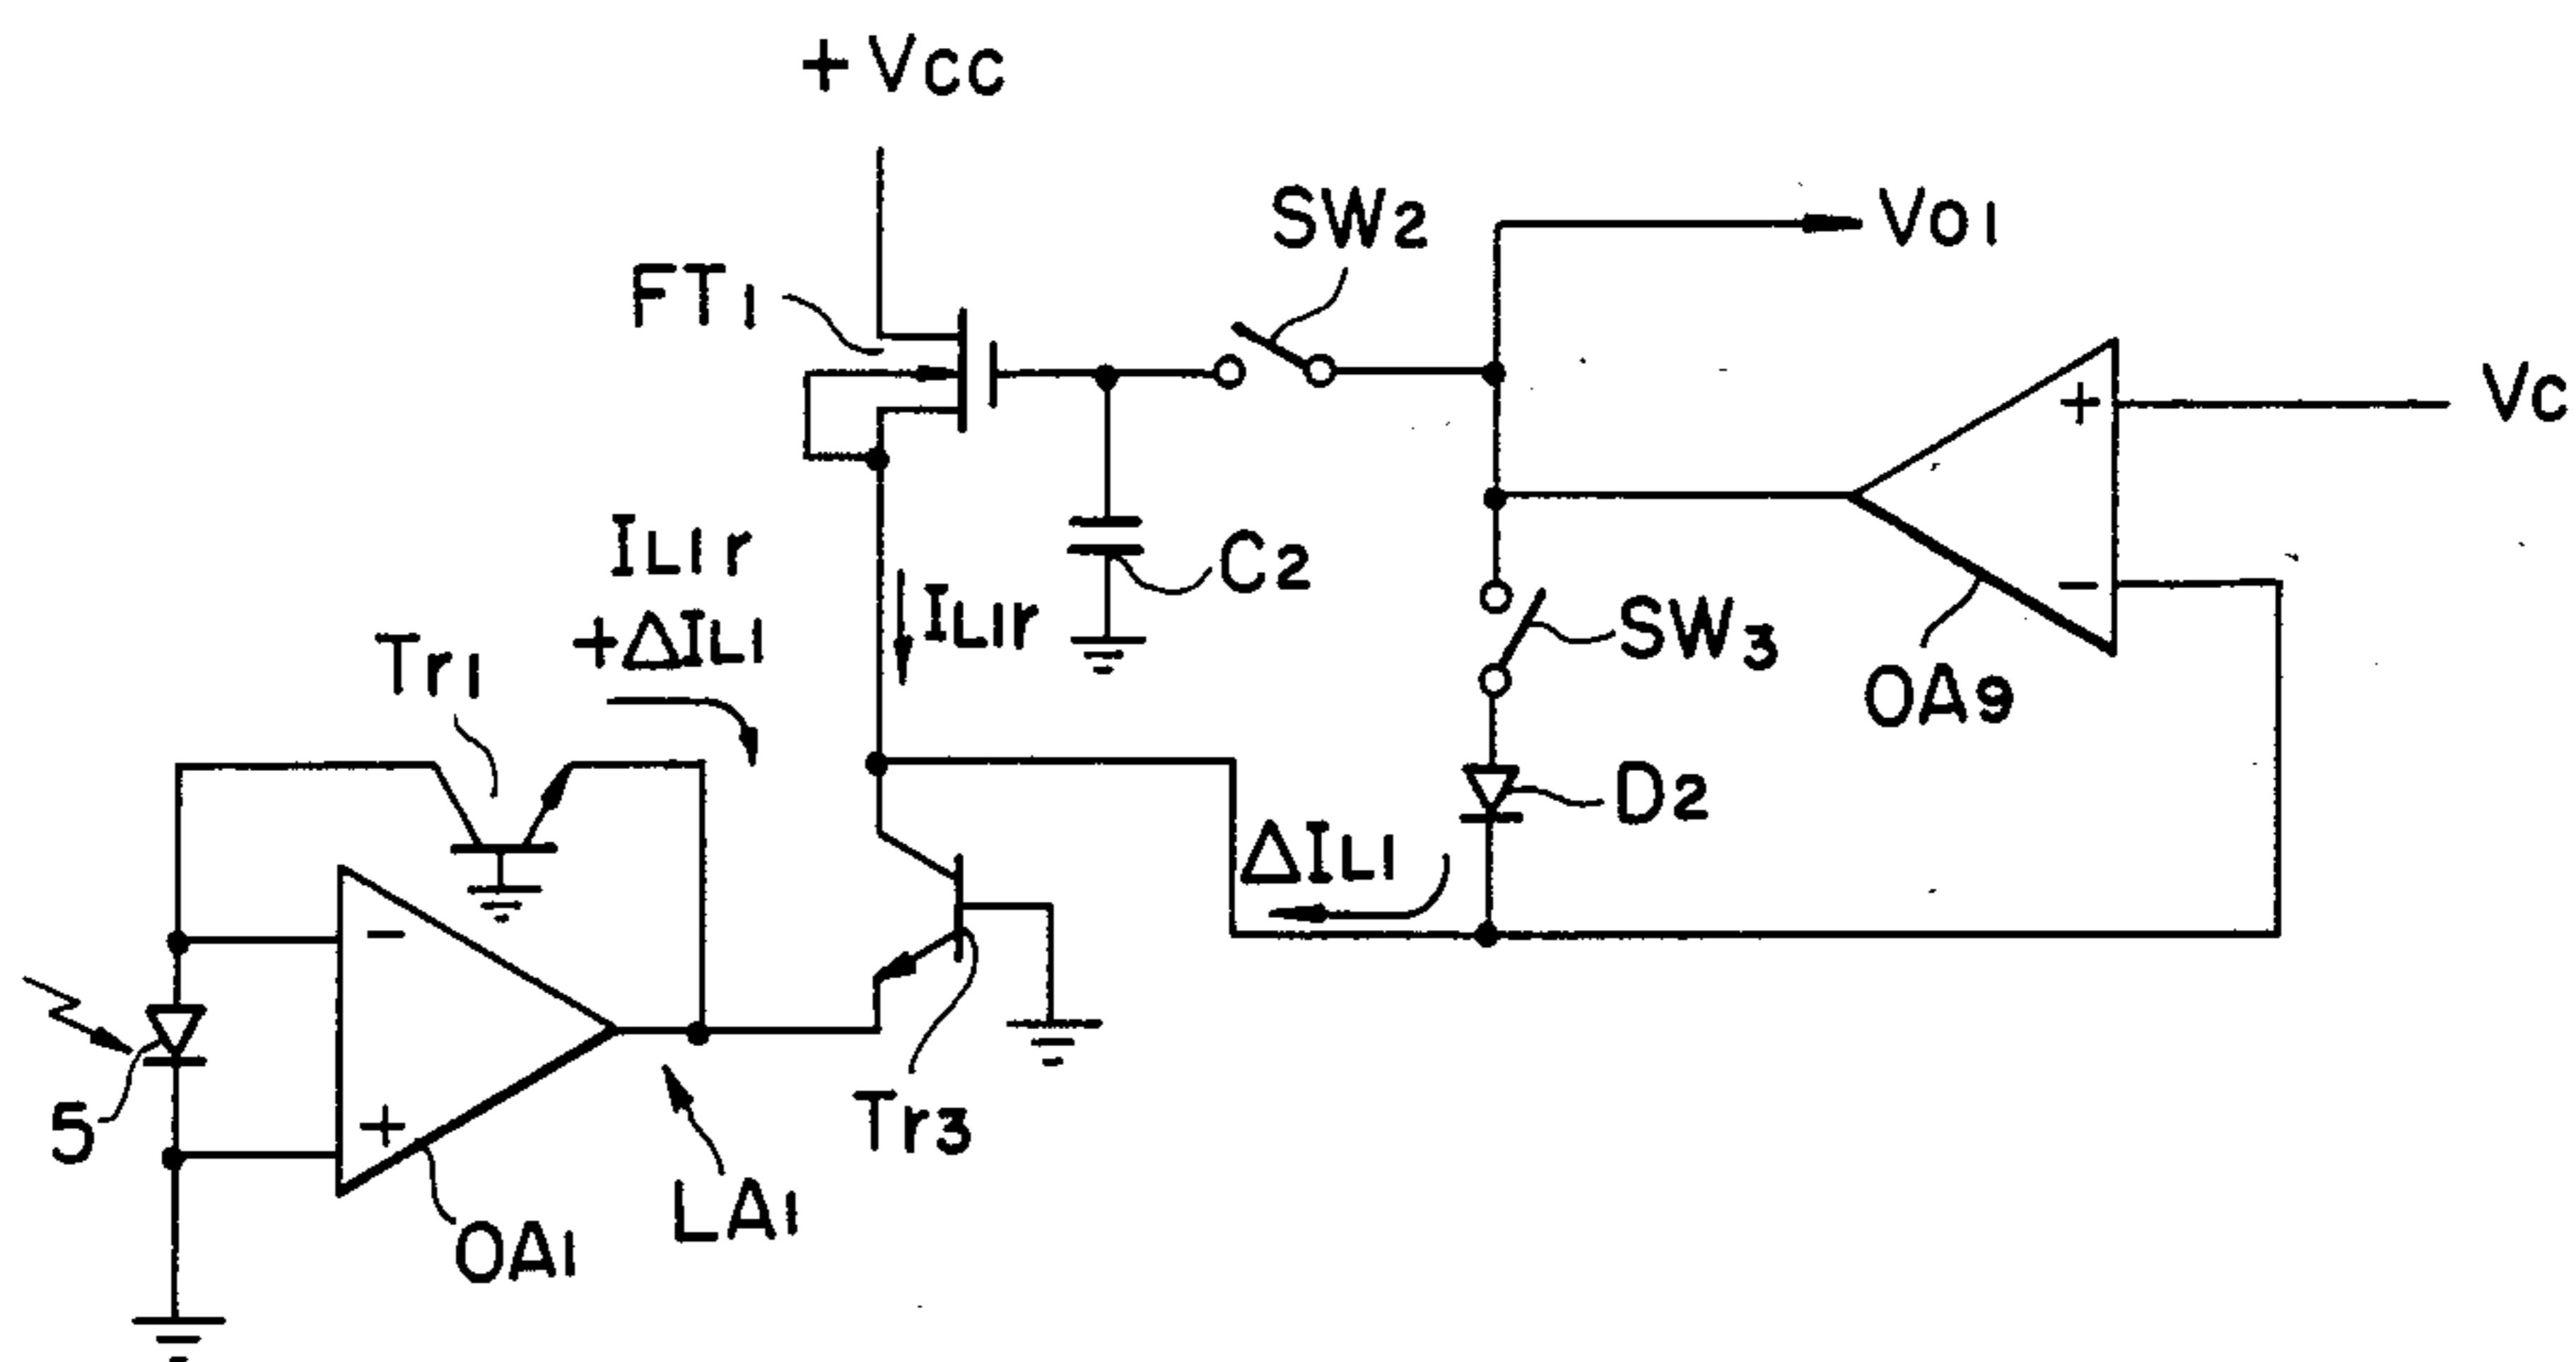 + Vcc
SW2
Vo1
FT1
+
Vc
IL1r
+ΔIL1
IL1r
C2
SW3
-
OA9
Tr1
D2
ΔIL1
-
5
+
Tr3
LA1
OA1